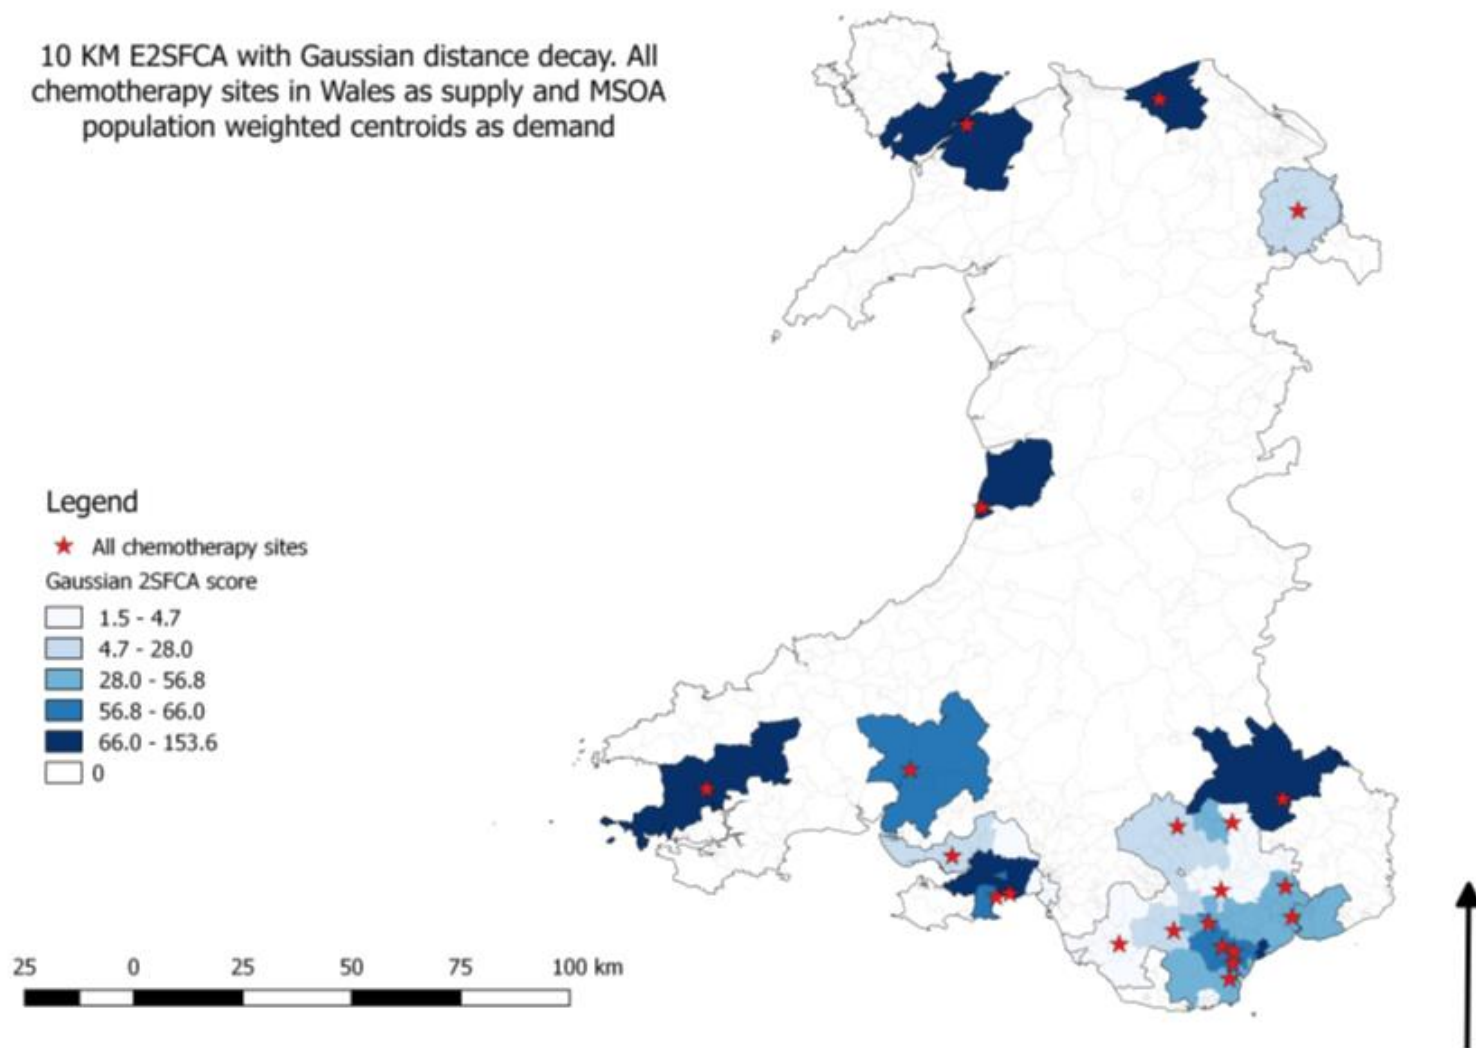 10 KM E2SFCA with Gaussian distance decay. All
chemotherapy sites in Wales as supply and MSOA
population weighted centroids as demand
Legend
All chemotherapy sites
Gaussian 2SFCA score
1.5 - 4.7
4.7 - 28.0
28.0 - 56.8
56.8 - 66.0
66.0 - 153.6
0
25 0 25 50 75 100 km